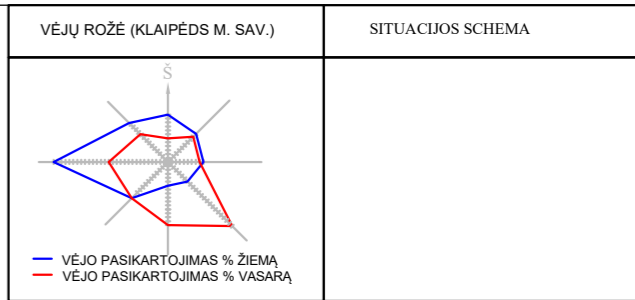 VĖJŲ ROŽĖ (KLAIPĖDS M. SAV.)
SITUACIJOS SCHEMA
Š
VĖJO PASIKARTOJIMAS % ŽIEMĄ
VĖJO PASIKARTOJIMAS % VASARĄ